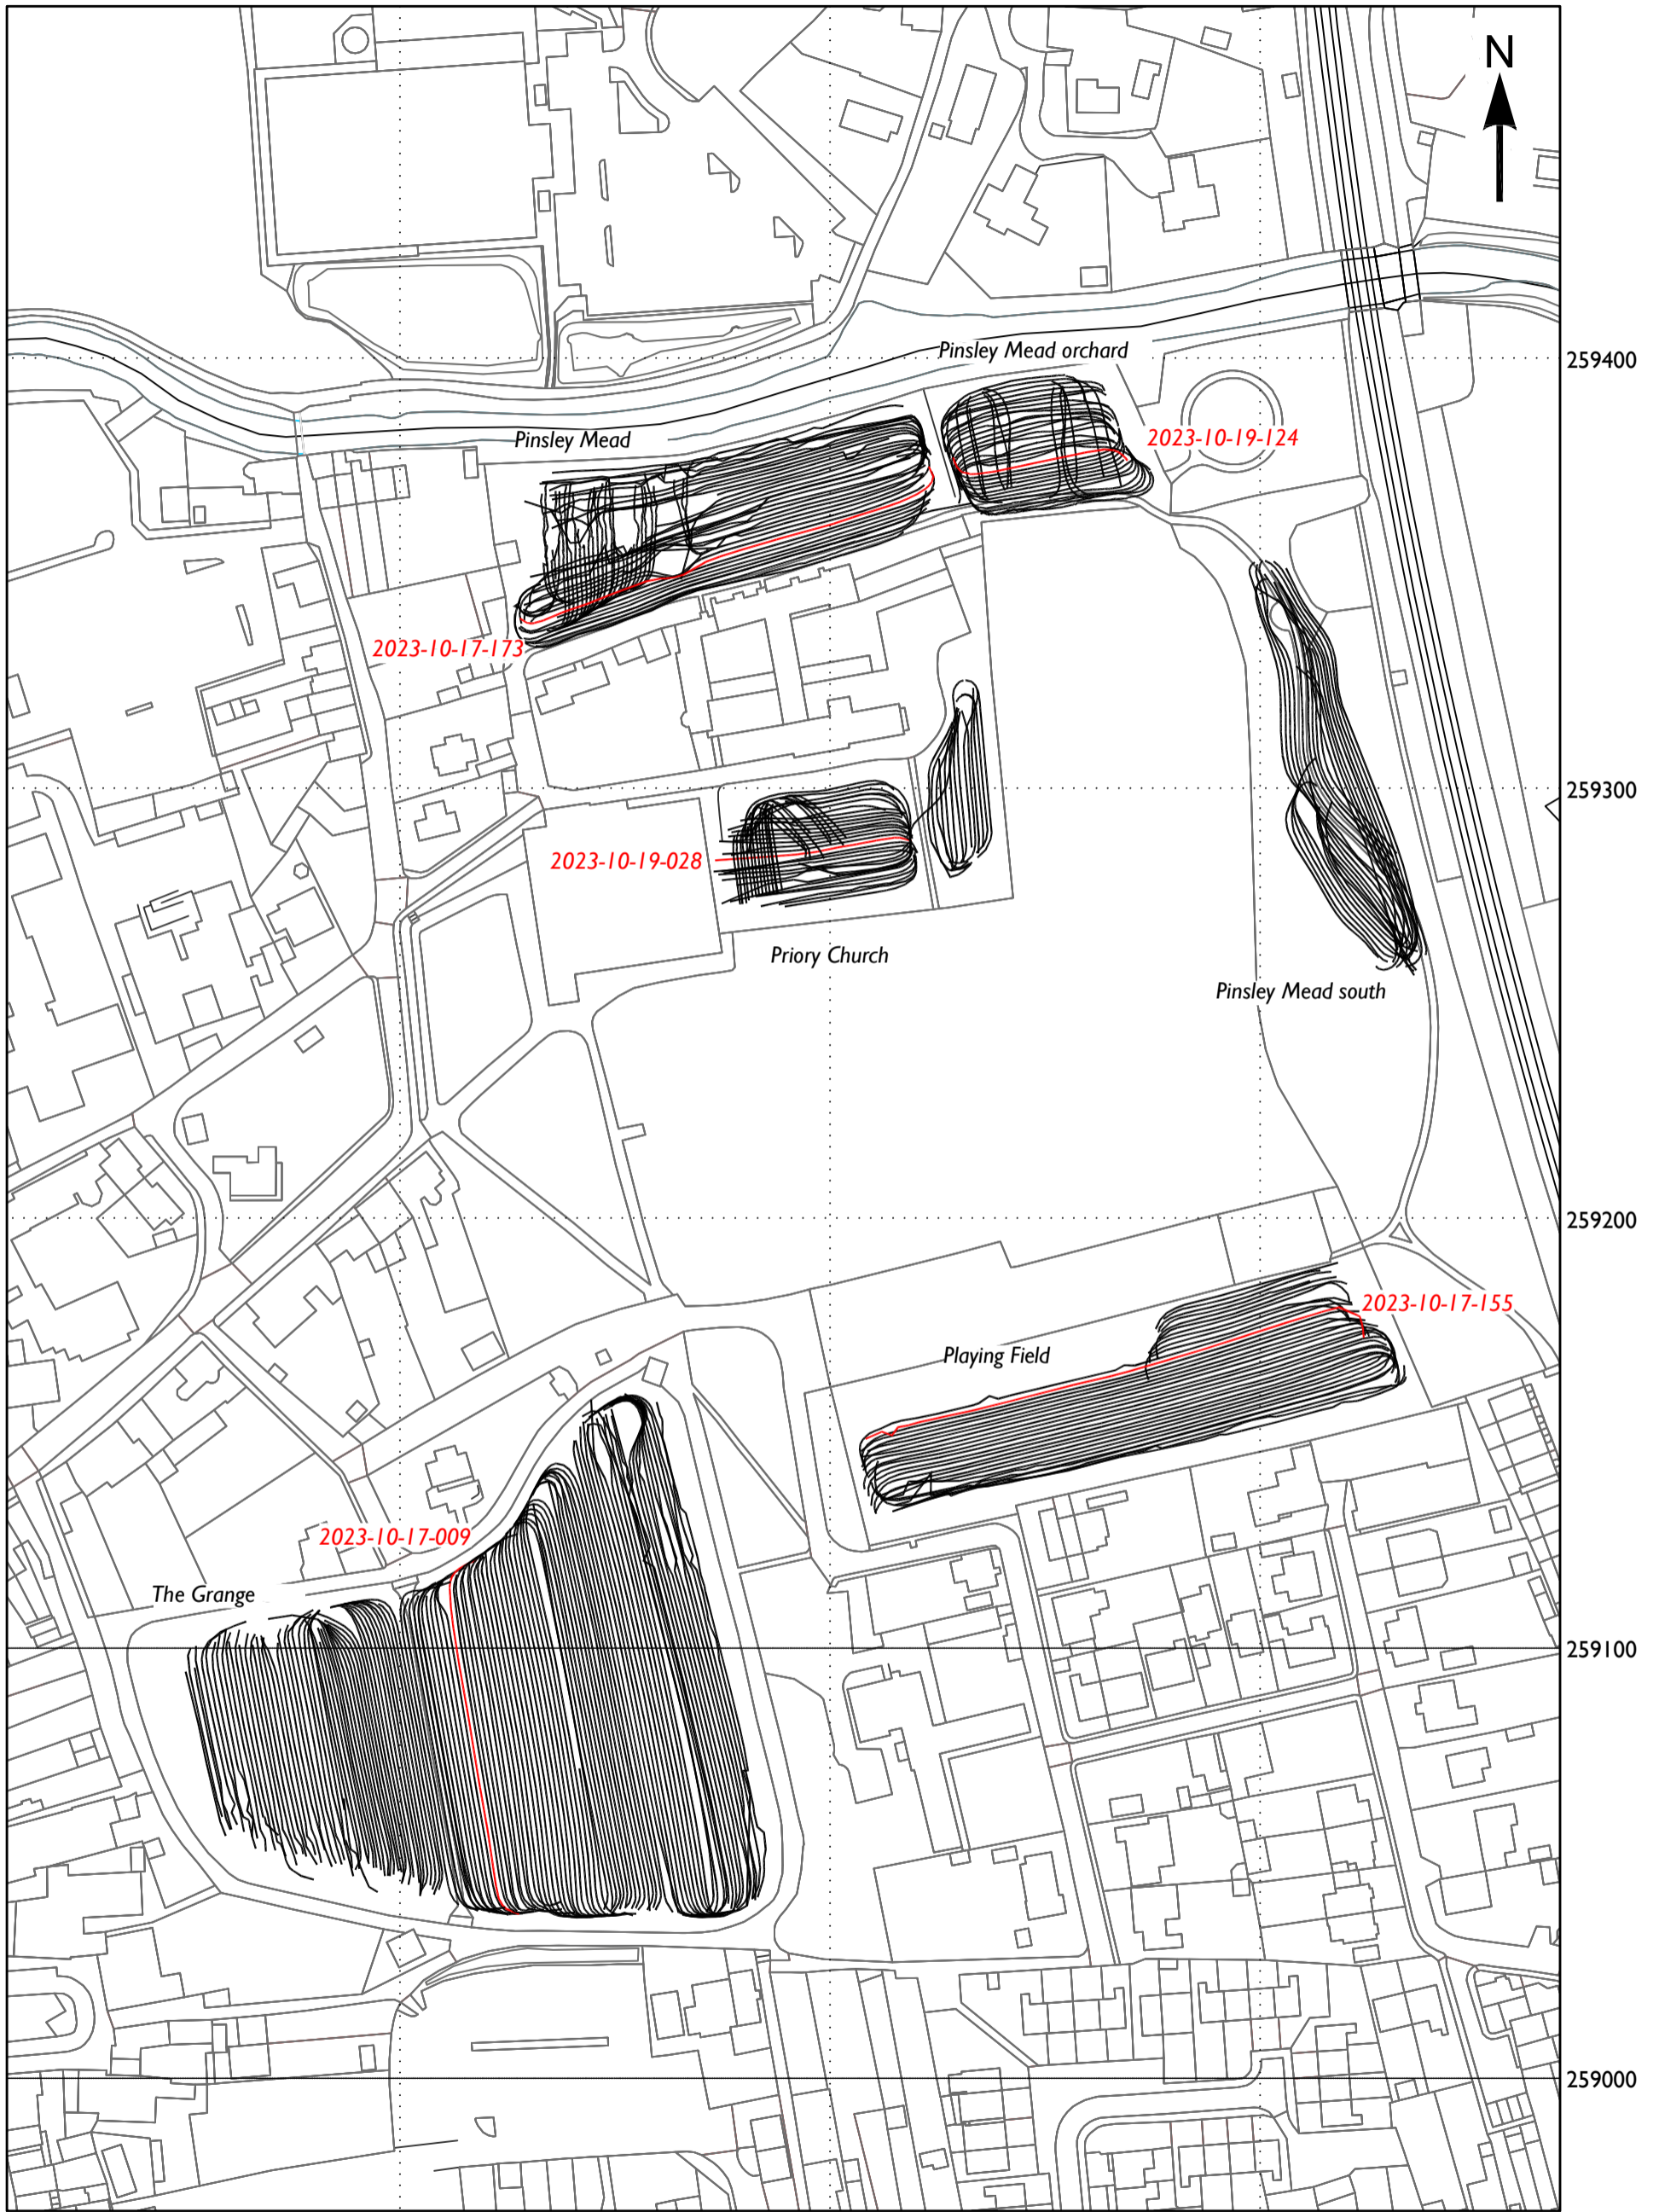 N
Pinsley Mead orchard
259400
2023-10-19-124
Pinsley Mead
2023-10-17-173
259300
2023-10-19-028
Priory Church
Pinsley Mead south
259200
2023-10-17-155
Playing Field
2023-10-17-009
The Grange
259100
259000